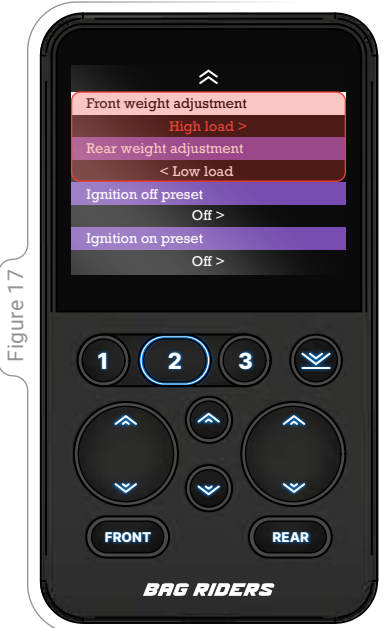 Figure 17
Front weight adjustment
High load >
Rear weight adjustment
< Low load
Ignition off preset
Off >
Ignition on preset
Off >
1 2 3
FRONT REAR
BAG RIDERS